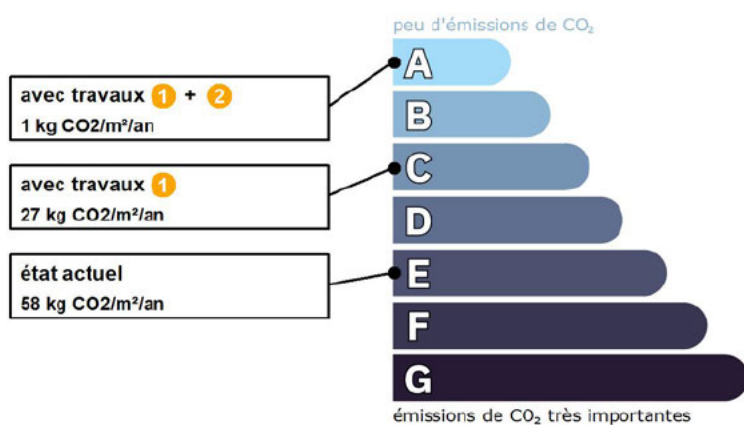 peu d'émissions de CO₂
A
avec travaux 1 + 2
1 kg CO2/m²/an
B
C
avec travaux 1
27 kg CO2/m²/an
D
état actuel
58 kg CO2/m²/an
E
F
G
émissions de CO₂ très importantes